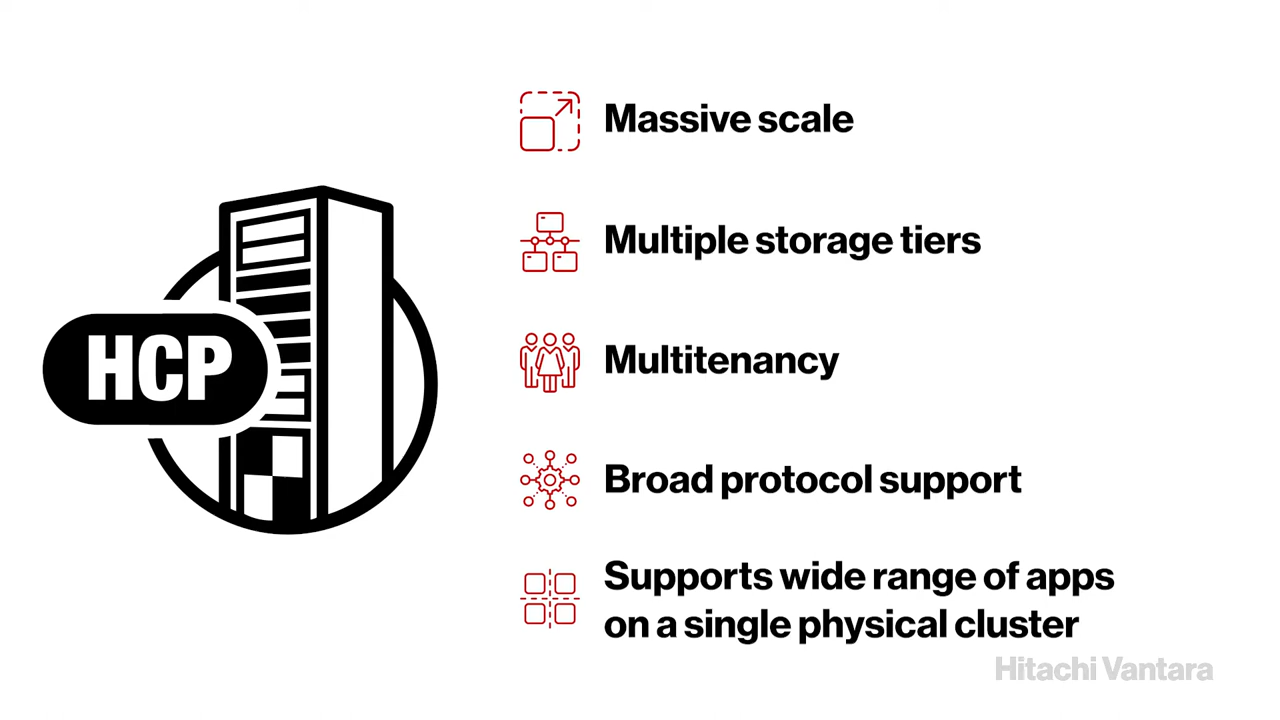 HCP
Massive scale
Multiple storage tiers
Multitenancy
Broad protocol support
Supports wide range of apps
on a single physical cluster
Hitachi Vantara